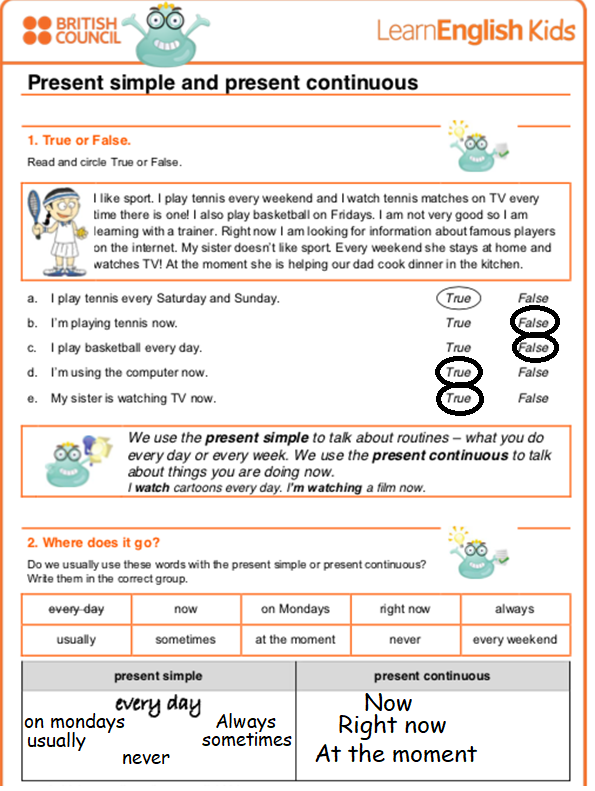 BRITISH COUNCIL
LearnEnglish Kids
Present simple and present continuous
1. True or False.
Read and circle True or False.
I like sport. I play tennis every weekend and I watch tennis matches on TV every
time there is one! I also play basketball on Fridays. I am not very good so I am
learning with a trainer. Right now I am looking for information about famous players
on the internet. My sister doesn't like sport. Every weekend she stays at home and
watches TV! At the moment she is helping our dad cook dinner in the kitchen.
a. I play tennis every Saturday and Sunday. True False
b. I'm playing tennis now. True False
c. I play basketball every day. True False
d. I'm using the computer now. True False
e. My sister is watching TV now. True False
We use the present simple to talk about routines – what you do
every day or every week. We use the present continuous to talk
about things you are doing now.
I watch cartoons every day. I'm watching a film now.
2. Where does it go?
Do we usually use these words with the present simple or present continuous?
Write them in the correct group.
every day now on Mondays right now always
usually sometimes at the moment never every weekend
present simple present continuous
every day
on mondays Always
usually sometimes
never
Now
Right now
At the moment